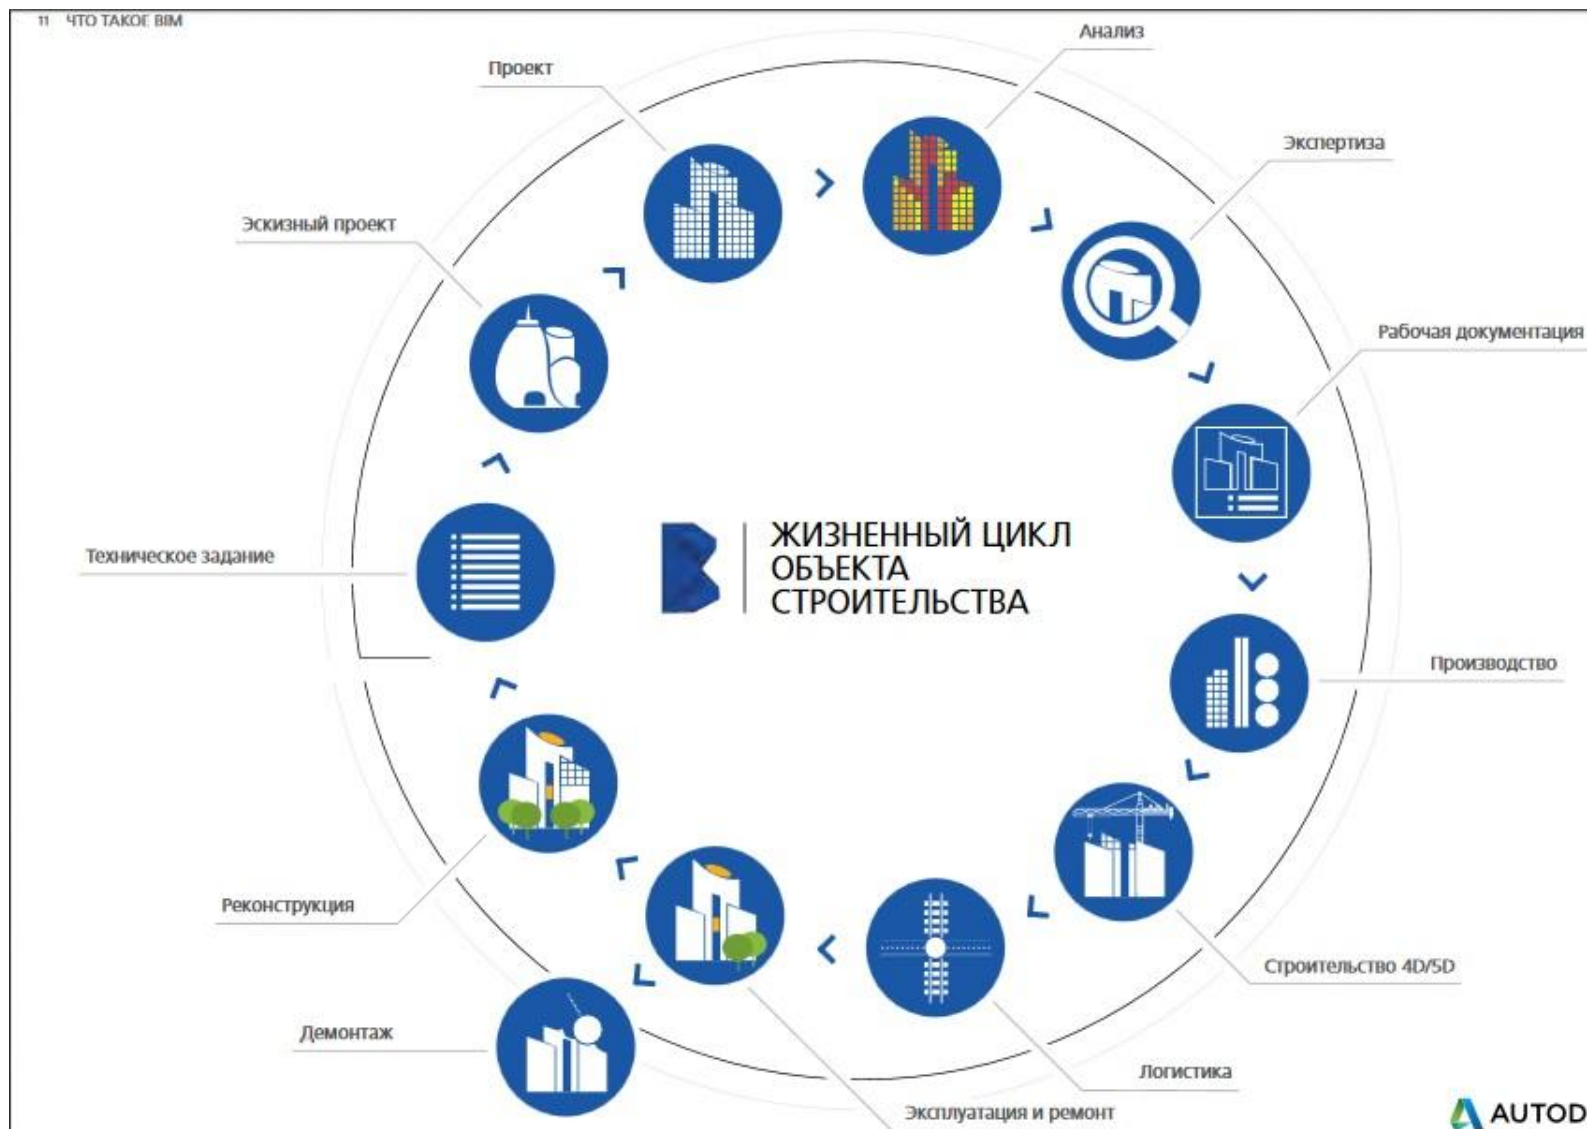 11 ЧТО ТАКОЕ BIM
Анализ
Проект
Экспертиза
Эскизный проект
Рабочая документация
ЖИЗНЕННЫЙ ЦИКЛ
ОБЪЕКТА
СТРОИТЕЛЬСТВА
Техническое задание
Производство
Реконструкция
Строительство 4D/5D
Демонтаж
Логистика
Эксплуатация и ремонт
AUTOD